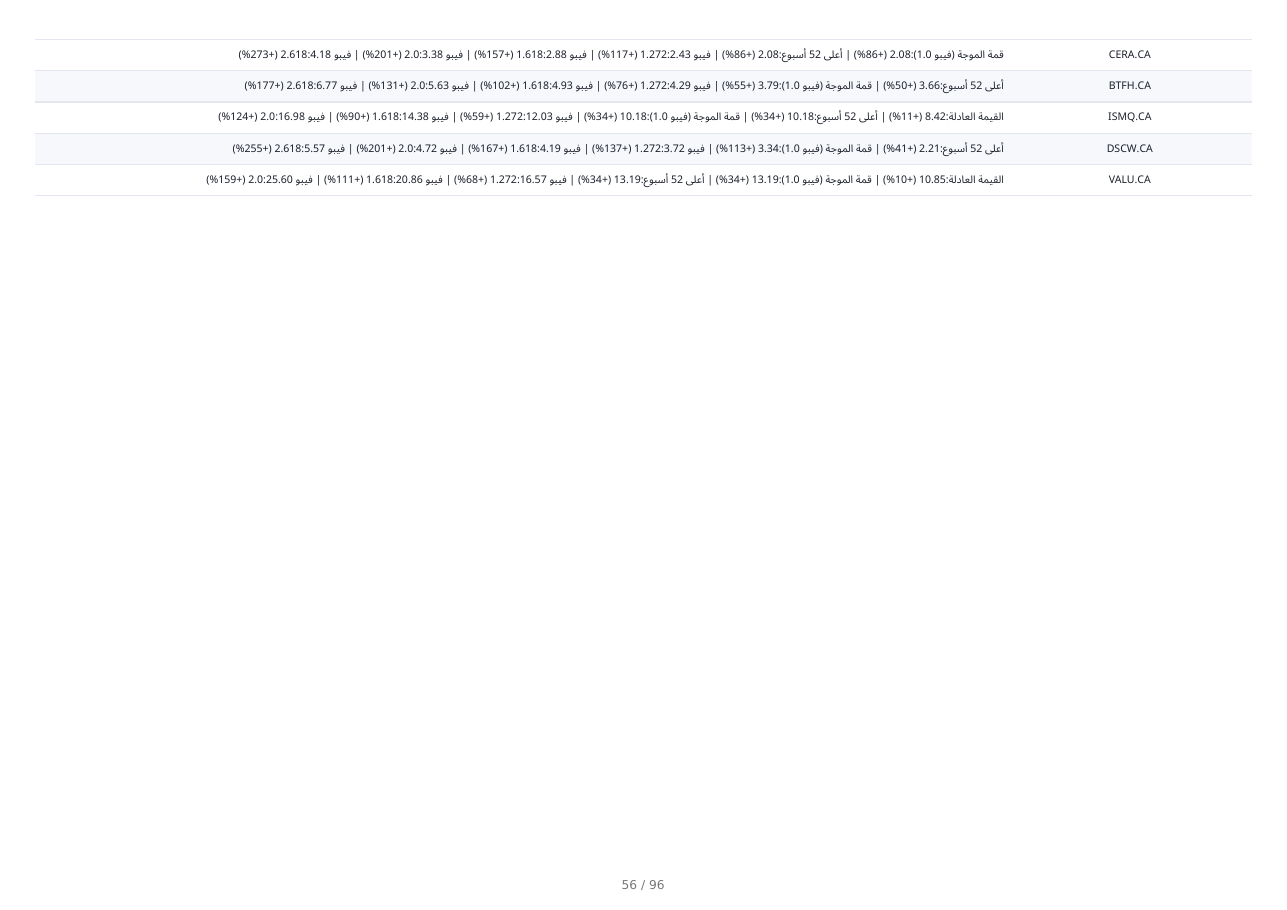 CERA.CA قمة الموجة (فيبو 1.0):2.08 (+86%) | أعلى 52 أسبوع:2.08 (+86%) | فيبو 1.272:2.43 (+117%) | فيبو 1.618:2.88 (+157%) | فيبو 2.0:3.38 (+201%) | فيبو 2.618:4.18 (+273%)
BTFH.CA أعلى 52 أسبوع:3.66 (+50%) | قمة الموجة (فيبو 1.0):3.79 (+55%) | فيبو 1.272:4.29 (+76%) | فيبو 1.618:4.93 (+102%) | فيبو 2.0:5.63 (+131%) | فيبو 2.618:6.77 (+177%)
ISMQ.CA القيمة العادلة:8.42 (+11%) | أعلى 52 أسبوع:10.18 (+34%) | قمة الموجة (فيبو 1.0):10.18 (+34%) | فيبو 1.272:12.03 (+59%) | فيبو 1.618:14.38 (+90%) | فيبو 2.0:16.98 (+124%)
DSCW.CA أعلى 52 أسبوع:2.21 (+41%) | قمة الموجة (فيبو 1.0):3.34 (+113%) | فيبو 1.272:3.72 (+137%) | فيبو 1.618:4.19 (+167%) | فيبو 2.0:4.72 (+201%) | فيبو 2.618:5.57 (+255%)
VALU.CA القيمة العادلة:10.85 (+10%) | قمة الموجة (فيبو 1.0):13.19 (+34%) | أعلى 52 أسبوع:13.19 (+34%) | فيبو 1.272:16.57 (+68%) | فيبو 1.618:20.86 (+111%) | فيبو 2.0:25.60 (+159%)
56 / 96